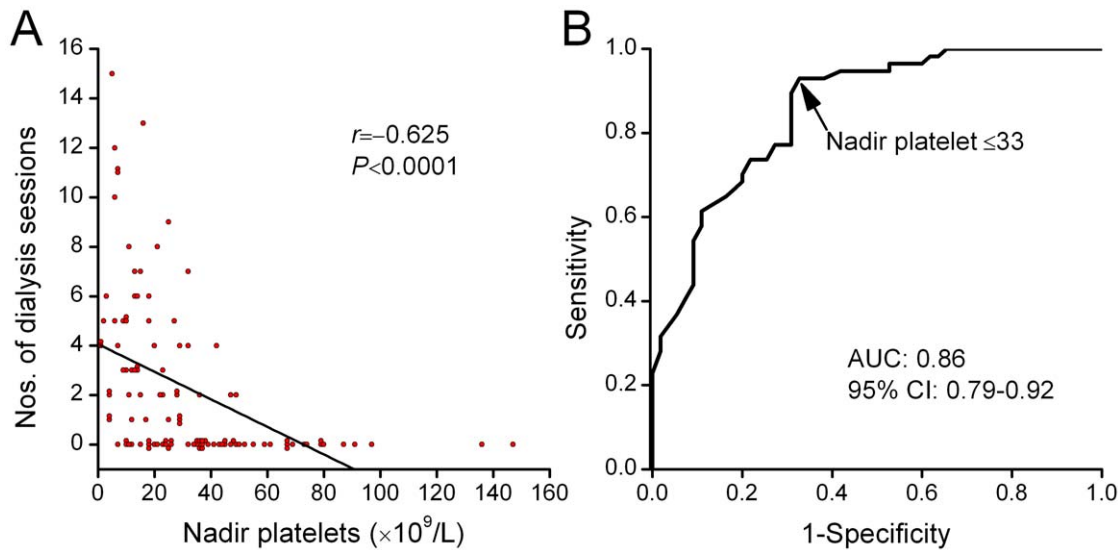 A
16
14
12
10
8
6
4
2
0
Nos. of dialysis sessions
r=−0.625
P<0.0001
0 20 40 60 80 100 120 140 160
Nadir platelets (×10⁹/L)
B
1.0
0.8
0.6
0.4
0.2
0.0
Sensitivity
Nadir platelet ≤33
AUC: 0.86
95% CI: 0.79-0.92
0.0 0.2 0.4 0.6 0.8 1.0
1-Specificity